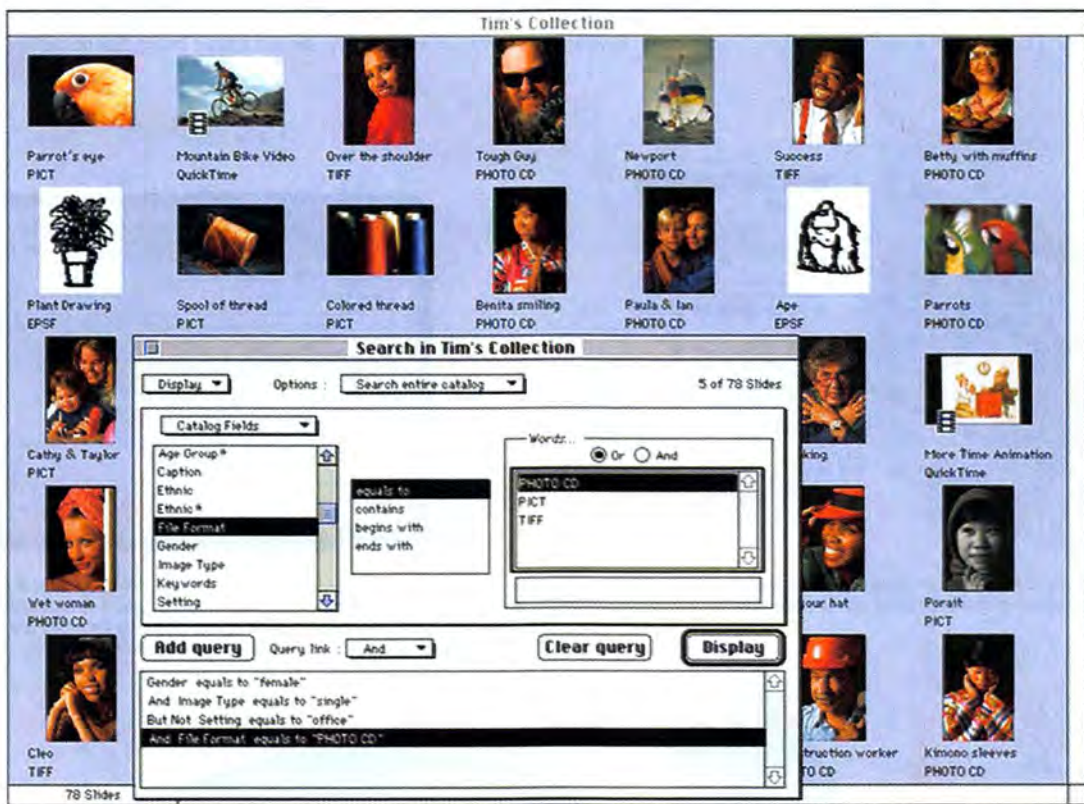 Tim's Collection
Parrot's eye
PICT
Mountain Bike Video
QuickTime
Over the shoulder
TIFF
Tough Guy
PHOTO CD
Newport
PHOTO CD
Success
TIFF
Betty with muffins
PHOTO CD
Plant Drawing
EPSF
Spool of thread
PICT
Colored thread
PICT
Benita smiling
PHOTO CD
Paula & Ian
PHOTO CD
Ape
EPSF
Parrots
PHOTO CD
Search in Tim's Collection
Display
Options :
Search entire catalog
5 of 78 Slides
Catalog Fields
Age Group*
Caption
Ethnic
Ethnic*
File Format
Gender
Image Type
Keywords
Setting
equals to
contains
begins with
ends with
Words...
Or
And
PHOTO CD
PICT
TIFF
Add query
Query link :
And
Clear query
Display
Gender equals to "female"
And Image Type equals to "single"
But Not Setting equals to "office"
And File Format equals to "PHOTO CD"
Cathy & Taylor
PICT
king
More Time Animation
QuickTime
Wet woman
PHOTO CD
your hat
Porait
PICT
Cleo
TIFF
struction worker
TO CD
Kimono sleeves
PHOTO CD
78 Slides